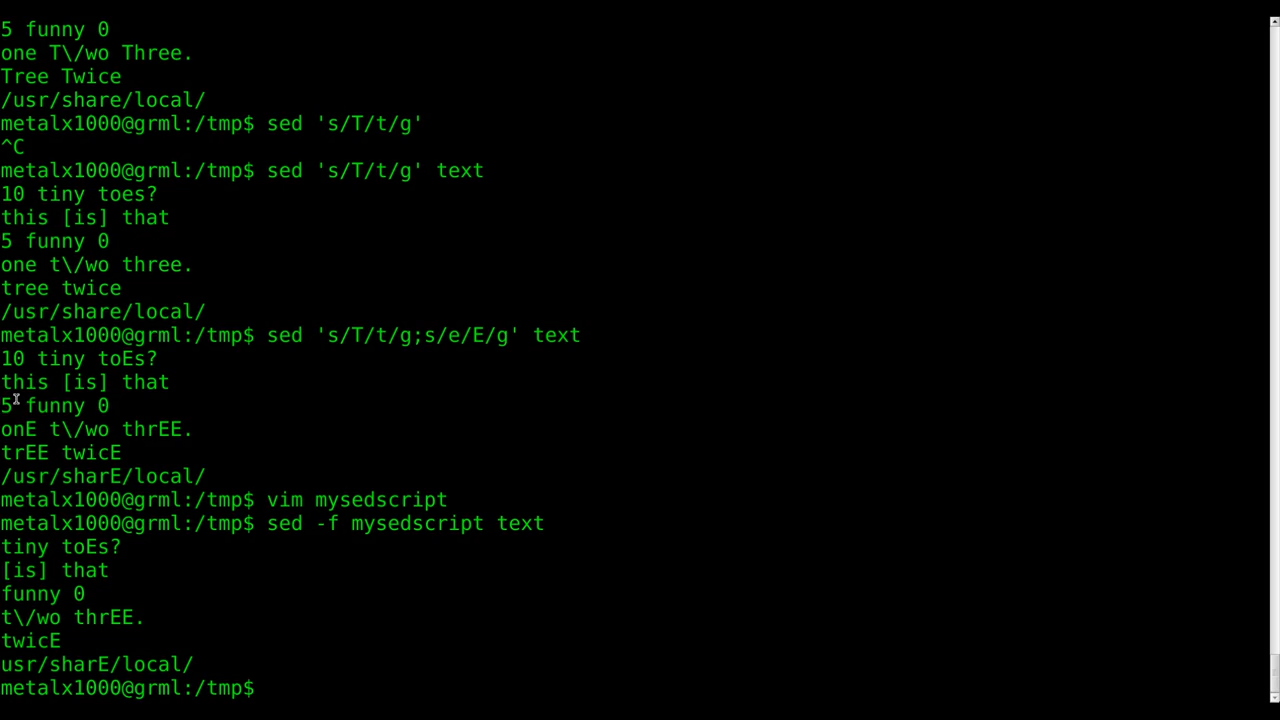 5 funny 0
one T\/wo Three.
Tree Twice
/usr/share/local/
metalx1000@grml:/tmp$ sed 's/T/t/g'
^C
metalx1000@grml:/tmp$ sed 's/T/t/g' text
10 tiny toes?
this [is] that
5 funny 0
one t\/wo three.
tree twice
/usr/share/local/
metalx1000@grml:/tmp$ sed 's/T/t/g;s/e/E/g' text
10 tiny toEs?
this [is] that
5 funny 0
onE t\/wo thrEE.
trEE twicE
/usr/sharE/local/
metalx1000@grml:/tmp$ vim mysedscript
metalx1000@grml:/tmp$ sed -f mysedscript text
tiny toEs?
[is] that
funny 0
t\/wo thrEE.
twicE
usr/sharE/local/
metalx1000@grml:/tmp$